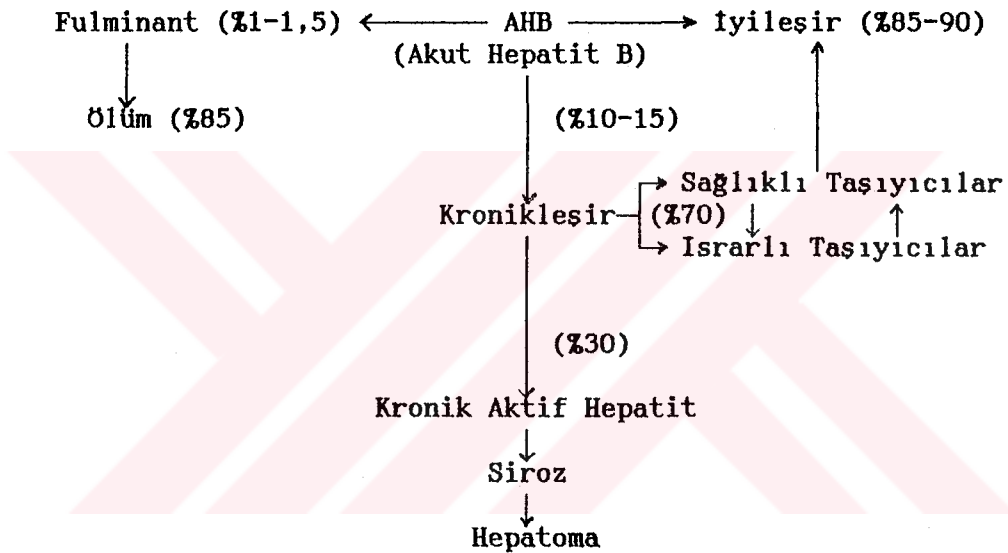 Fulminant (%1-1,5) AHB İyileşir (%85-90)
(Akut Hepatit B)
Ölüm (%85) (%10-15)
Sağlıklı Taşıyıcılar
Kronikleşir (%70)
Israrlı Taşıyıcılar
(%30)
Kronik Aktif Hepatit
Siroz
Hepatoma